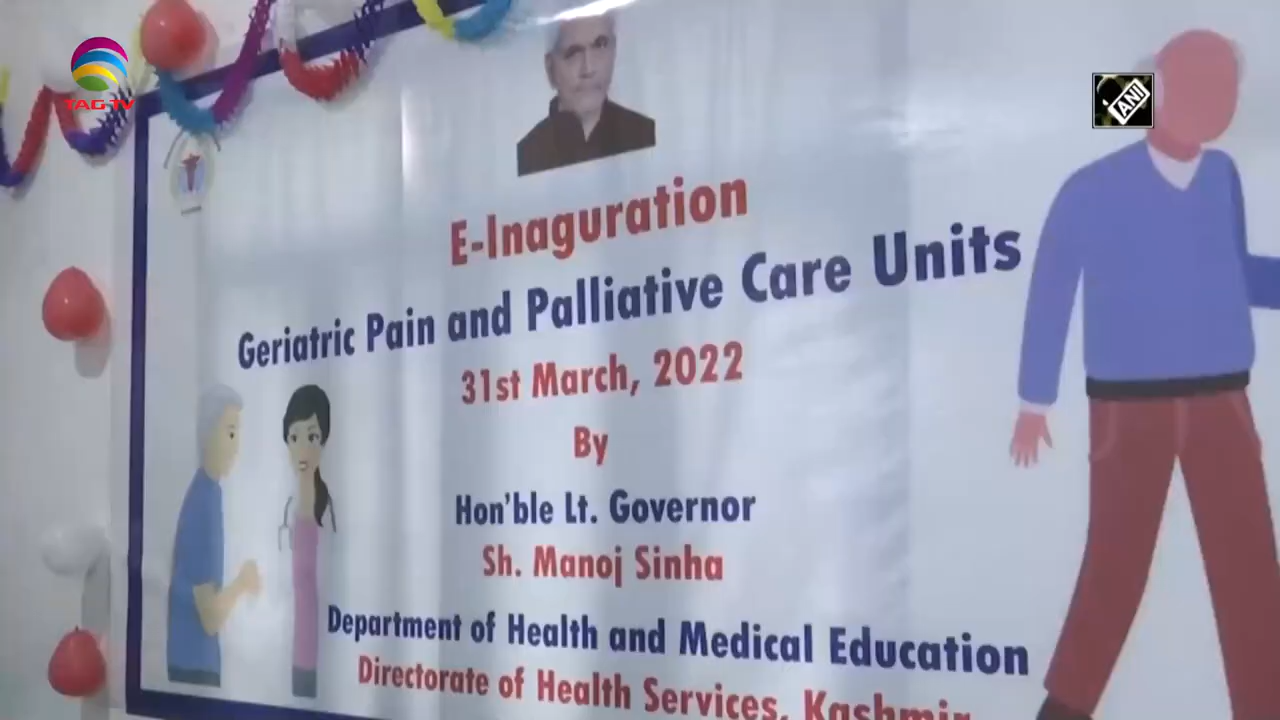 TAG TV
ANI
E-Inaguration
Geriatric Pain and Palliative Care Units
31st March, 2022
By
Hon'ble Lt. Governor
Sh. Manoj Sinha
Department of Health and Medical Education
Directorate of Health Services, Kashmir